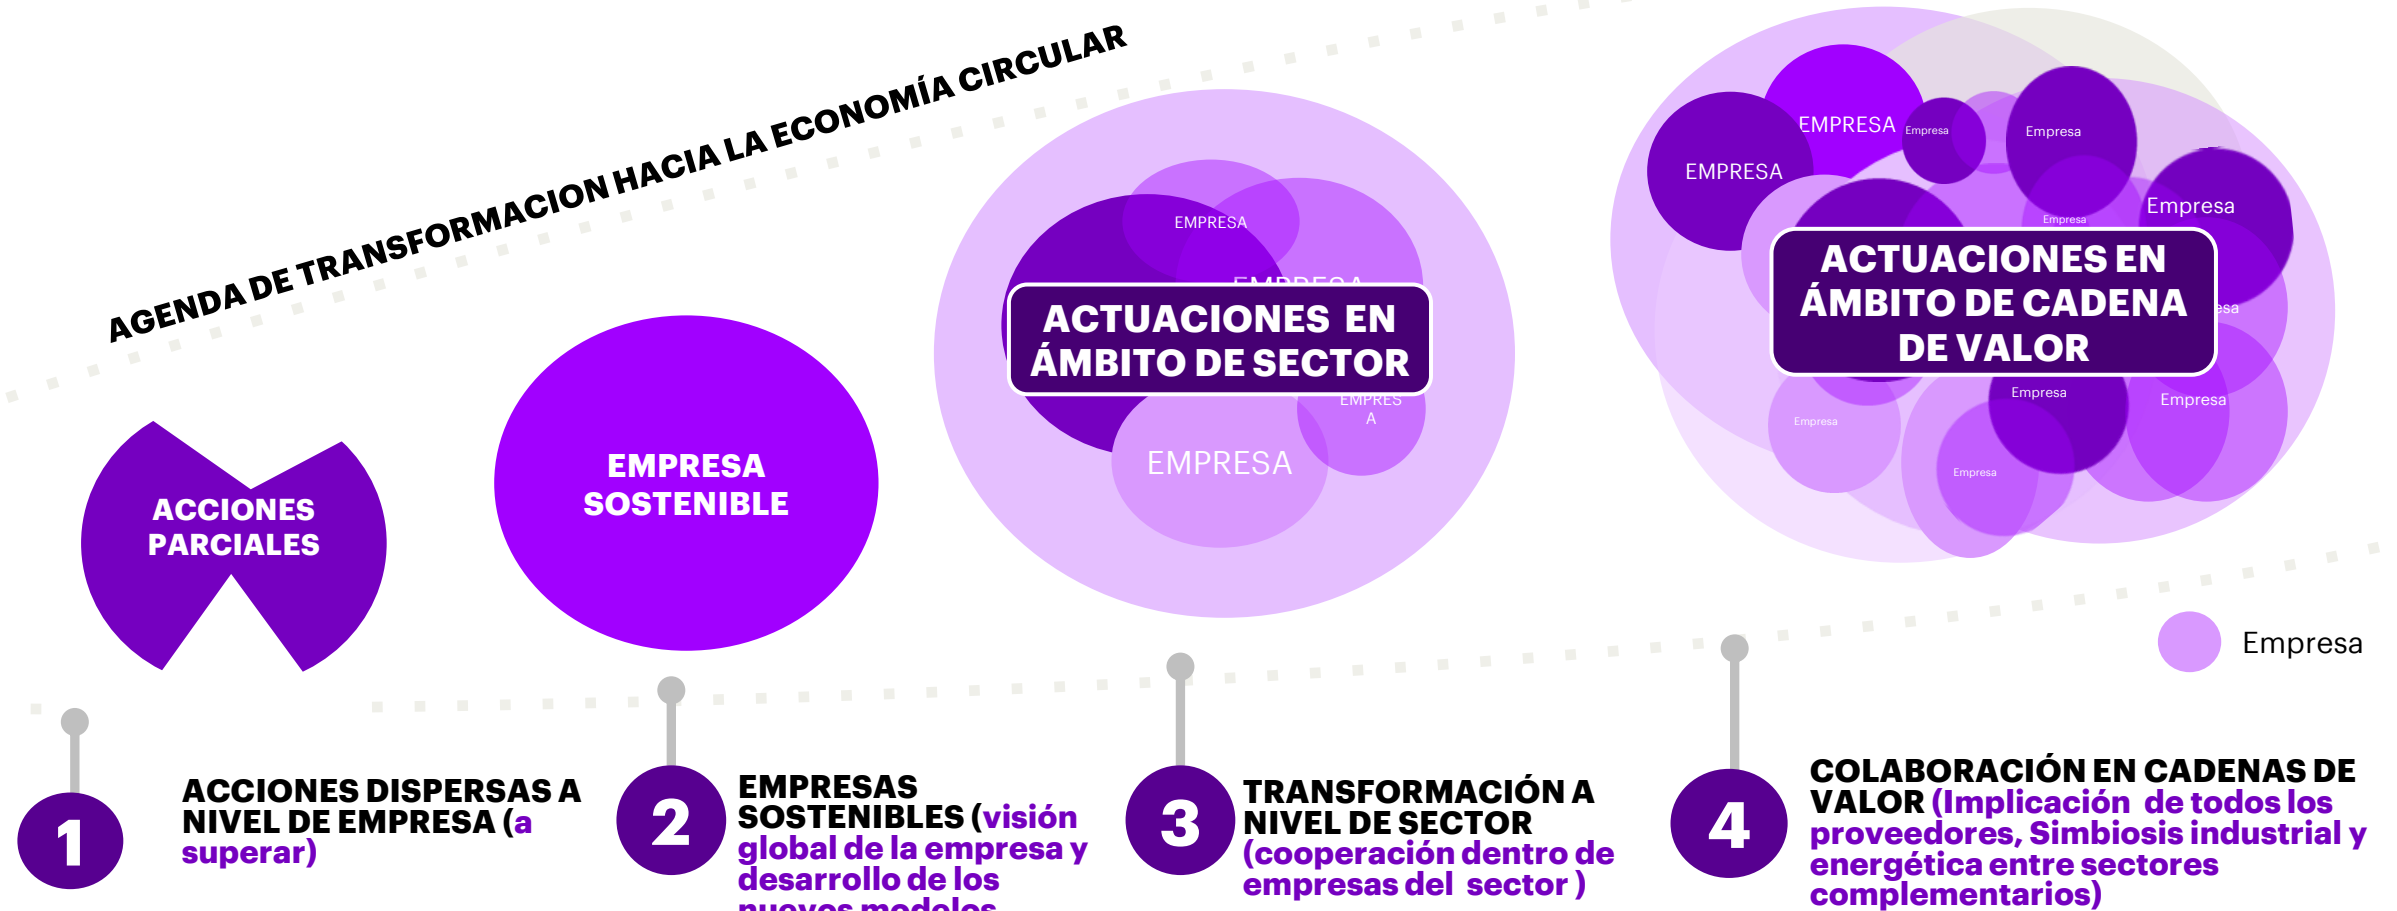 AGENDA DE TRANSFORMACION HACIA LA ECONOMÍA CIRCULAR
ACCIONES
PARCIALES
EMPRESA
SOSTENIBLE
EMPRESA
EMPRESA
ACTUACIONES EN
ÁMBITO DE SECTOR
EMPRES
A
EMPRESA
EMPRESA
EMPRESA
Empresa
Empresa
Empresa
Empresa
ACTUACIONES EN
ÁMBITO DE CADENA
DE VALOR
Empresa
Empresa
Empresa
Empresa
Empresa
1
ACCIONES DISPERSAS A
NIVEL DE EMPRESA (a
superar)
2
EMPRESAS
SOSTENIBLES (visión
global de la empresa y
desarrollo de los
nuevos modelos
3
TRANSFORMACIÓN A
NIVEL DE SECTOR
(cooperación dentro de
empresas del sector )
4
COLABORACIÓN EN CADENAS DE
VALOR (Implicación de todos los
proveedores, Simbiosis industrial y
energética entre sectores
complementarios)